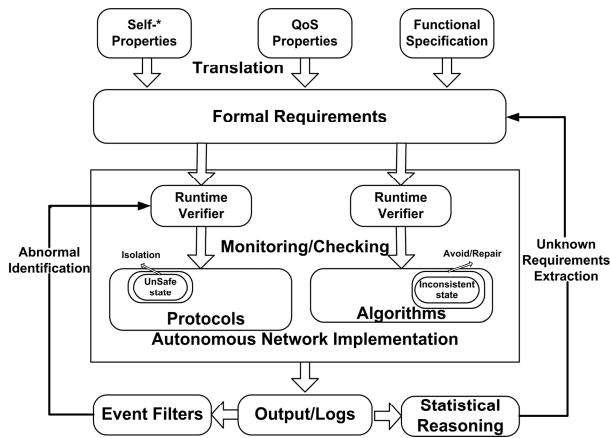 Self-*
Properties
QoS
Properties
Functional
Specification
Translation
Formal Requirements
Runtime
Verifier
Runtime
Verifier
Abnormal
Identification
Monitoring/Checking
Unknown
Requirements
Extraction
Isolation
Avoid/Repair
UnSafe
state
Inconsistent
state
Protocols
Algorithms
Autonomous Network Implementation
Event Filters
Output/Logs
Statistical
Reasoning